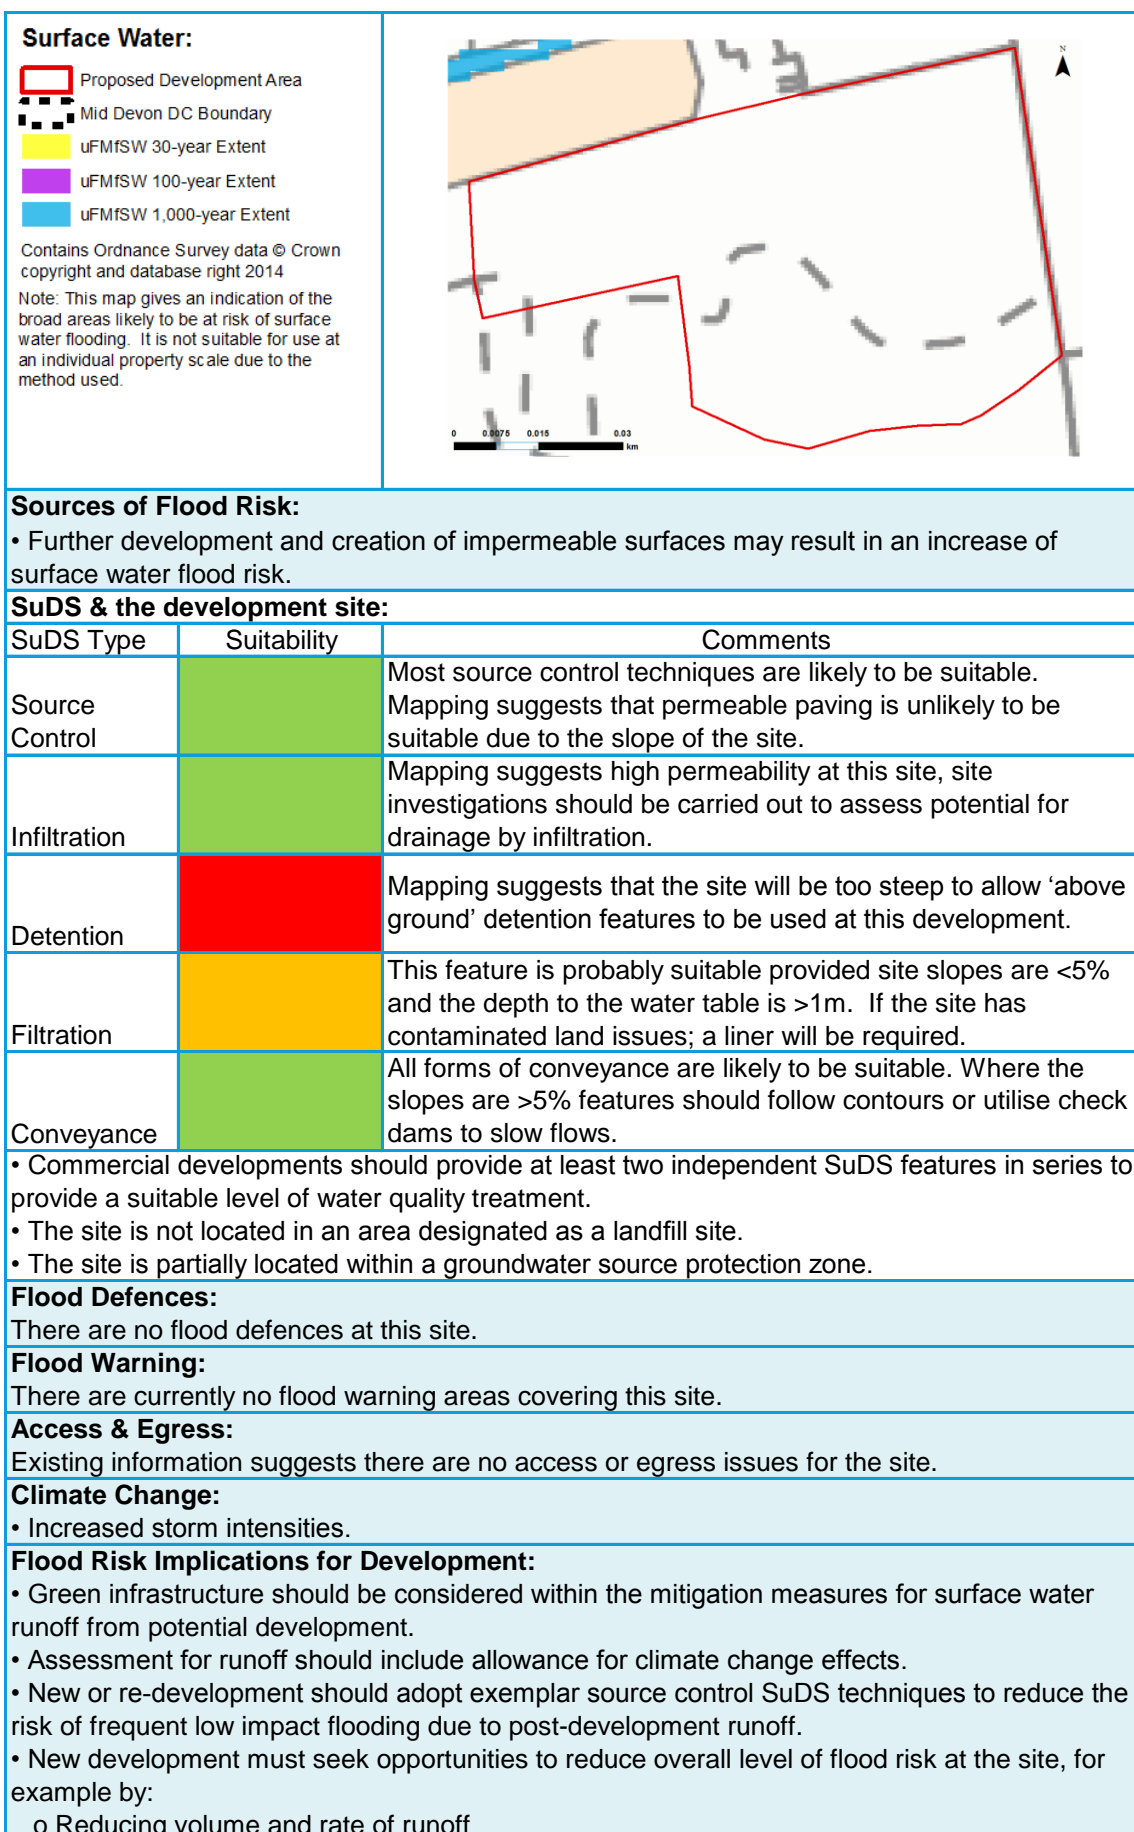 Surface Water:
Proposed Development Area
Mid Devon DC Boundary
uFMfSW 30-year Extent
uFMfSW 100-year Extent
uFMfSW 1,000-year Extent
Contains Ordnance Survey data © Crown
copyright and database right 2014
Note: This map gives an indication of the
broad areas likely to be at risk of surface
water flooding.  It is not suitable for use at
an individual property scale due to the
method used.
N
0 0.0075 0.015 0.03
km
Sources of Flood Risk:
• Further development and creation of impermeable surfaces may result in an increase of
surface water flood risk.
SuDS & the development site:
SuDS Type Suitability Comments
Source
Control
Most source control techniques are likely to be suitable.
Mapping suggests that permeable paving is unlikely to be
suitable due to the slope of the site.
Infiltration
Mapping suggests high permeability at this site, site
investigations should be carried out to assess potential for
drainage by infiltration.
Detention
Mapping suggests that the site will be too steep to allow ‘above
ground’ detention features to be used at this development.
Filtration
This feature is probably suitable provided site slopes are <5%
and the depth to the water table is >1m.  If the site has
contaminated land issues; a liner will be required.
Conveyance
All forms of conveyance are likely to be suitable. Where the
slopes are >5% features should follow contours or utilise check
dams to slow flows.
• Commercial developments should provide at least two independent SuDS features in series to
provide a suitable level of water quality treatment.
• The site is not located in an area designated as a landfill site.
• The site is partially located within a groundwater source protection zone.
Flood Defences:
There are no flood defences at this site.
Flood Warning:
There are currently no flood warning areas covering this site.
Access & Egress:
Existing information suggests there are no access or egress issues for the site.
Climate Change:
• Increased storm intensities.
Flood Risk Implications for Development:
• Green infrastructure should be considered within the mitigation measures for surface water
runoff from potential development.
• Assessment for runoff should include allowance for climate change effects.
• New or re-development should adopt exemplar source control SuDS techniques to reduce the
risk of frequent low impact flooding due to post-development runoff.
• New development must seek opportunities to reduce overall level of flood risk at the site, for
example by:
o Reducing volume and rate of runoff